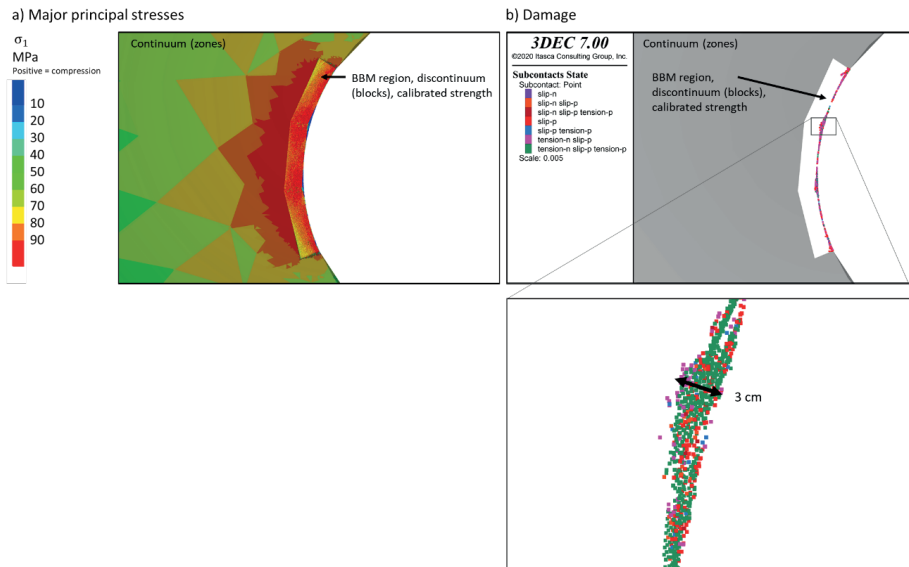 a) Major principal stresses
σ1
MPa
Positive = compression
10
20
30
40
50
60
70
80
90
Continuum (zones)
BBM region, discontinuum
(blocks), calibrated strength
b) Damage
3DEC 7.00
©2020 Itasca Consulting Group, Inc.
Subcontacts State
Subcontact: Point
slip-n
slip-n slip-p
slip-n slip-p tension-p
slip-p
slip-p tension-p
tension-n slip-p
tension-n slip-p tension-p
Scale: 0.005
Continuum (zones)
BBM region,
discontinuum (blocks),
calibrated strength
3 cm